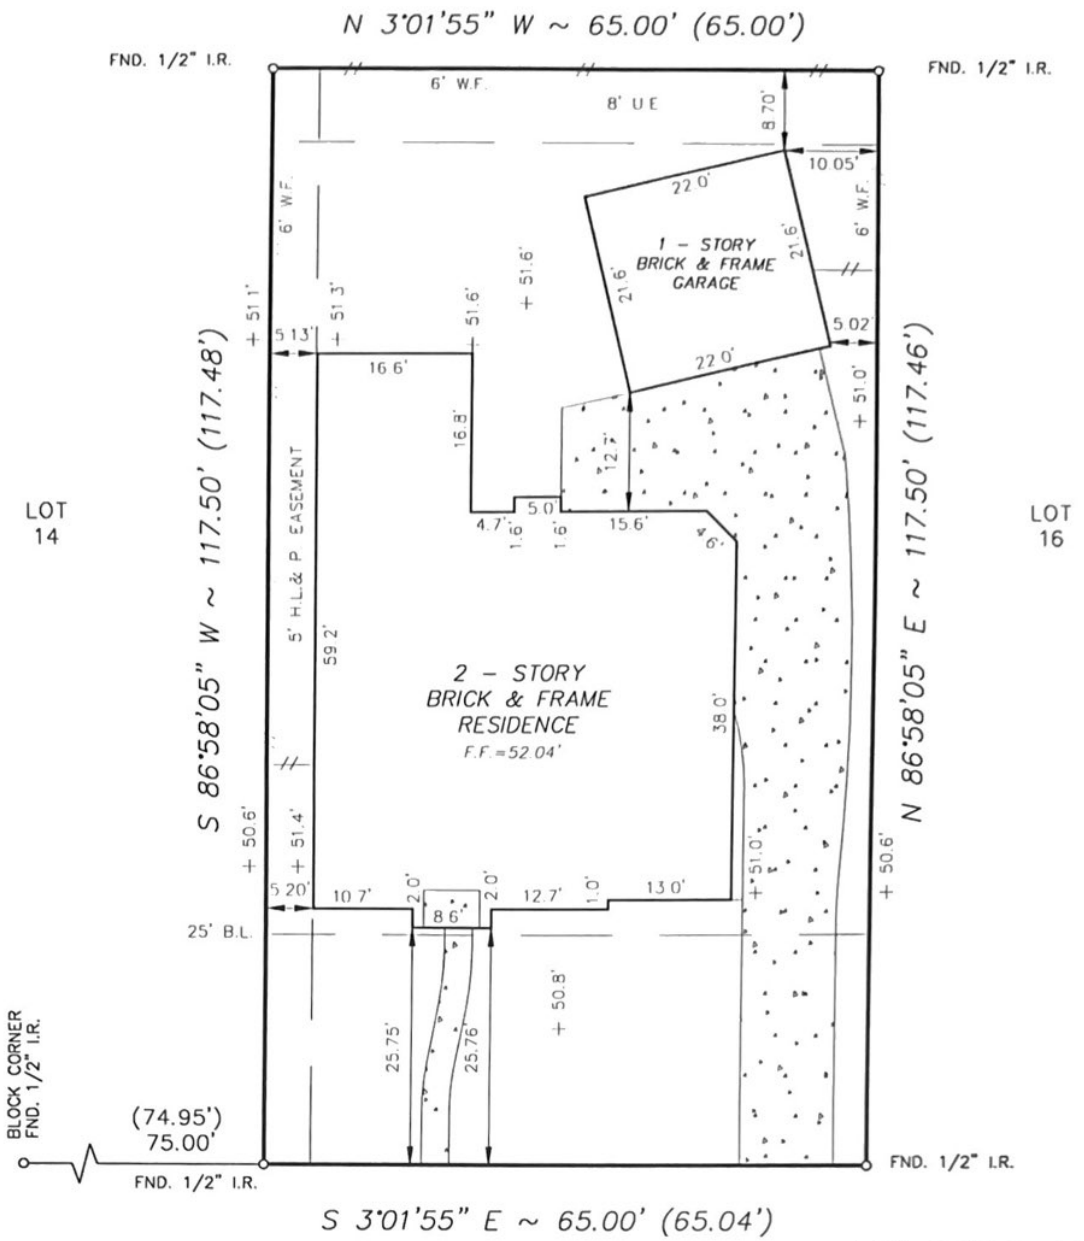 N 3°01'55" W ~ 65.00' (65.00')
FND. 1/2" I.R.
FND. 1/2" I.R.
6' W.F.
8' U E
8 70'
10 05'
22 0'
6' W.F.
6' W.F.
1 - STORY
BRICK & FRAME
GARAGE
21.6'
21.6'
+ 51.6'
+ 51.1'
+ 51 3'
+ 51.6'
5 13'
5 02'
16 6'
22 0'
+ 51.0'
S 86°58'05" W ~ 117.50' (117.48')
N 86°58'05" E ~ 117.50' (117.46')
16.8'
12.7'
5' H.L.& P. EASEMENT
LOT
14
LOT
16
4.7'
5.0'
15.6'
1.6'
1.6'
4 6'
59.2'
38 0'
2 - STORY
BRICK & FRAME
RESIDENCE
F.F.=52.04'
+ 50.6'
+ 51.4'
+ 51.0'
+ 50.6'
5 20'
10 7'
2.0'
8 6'
2.0'
12.7'
1.0'
13 0'
25' B.L.
25.75'
25.76'
+ 50.8'
BLOCK CORNER
FND. 1/2" I.R.
(74.95')
75.00'
FND. 1/2" I.R.
FND. 1/2" I.R.
S 3°01'55" E ~ 65.00' (65.04')